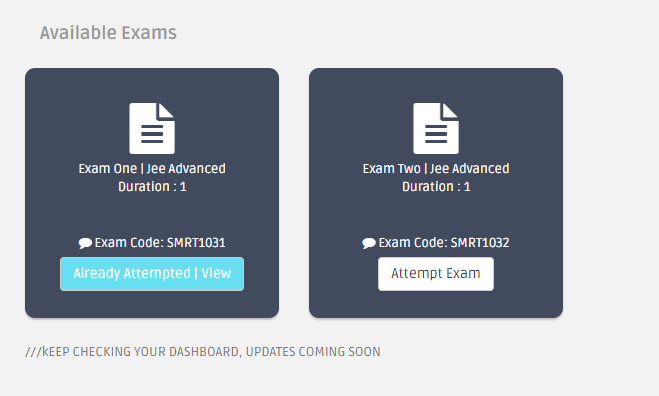 Available Exams
Exam One | Jee Advanced
Duration : 1
Exam Code: SMRT1031
Already Attempted | View
Exam Two | Jee Advanced
Duration : 1
Exam Code: SMRT1032
Attempt Exam
///kEEP CHECKING YOUR DASHBOARD, UPDATES COMING SOON